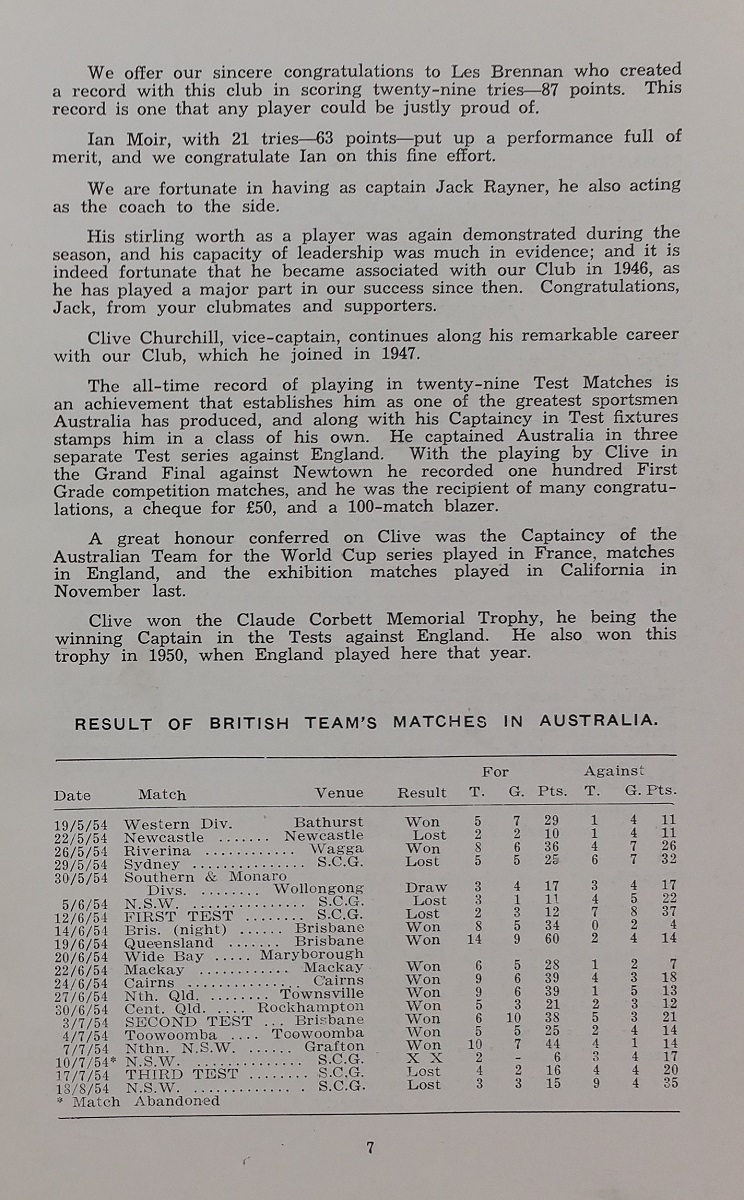 We offer our sincere congratulations to Les Brennan who created
a record with this club in scoring twenty-nine tries—87 points. This
record is one that any player could be justly proud of.
Ian Moir, with 21 tries—63 points—put up a performance full of
merit, and we congratulate Ian on this fine effort.
We are fortunate in having as captain Jack Rayner, he also acting
as the coach to the side.
His stirling worth as a player was again demonstrated during the
season, and his capacity of leadership was much in evidence; and it is
indeed fortunate that he became associated with our Club in 1946, as
he has played a major part in our success since then. Congratulations,
Jack, from your clubmates and supporters.
Clive Churchill, vice-captain, continues along his remarkable career
with our Club, which he joined in 1947.
The all-time record of playing in twenty-nine Test Matches is
an achievement that establishes him as one of the greatest sportsmen
Australia has produced, and along with his Captaincy in Test fixtures
stamps him in a class of his own. He captained Australia in three
separate Test series against England. With the playing by Clive in
the Grand Final against Newtown he recorded one hundred First
Grade competition matches, and he was the recipient of many congratu-
lations, a cheque for £50, and a 100-match blazer.
A great honour conferred on Clive was the Captaincy of the
Australian Team for the World Cup series played in France, matches
in England, and the exhibition matches played in California in
November last.
Clive won the Claude Corbett Memorial Trophy, he being the
winning Captain in the Tests against England. He also won this
trophy in 1950, when England played here that year.
RESULT OF BRITISH TEAM'S MATCHES IN AUSTRALIA.
For Against
Date Match Venue Result T. G. Pts. T. G. Pts.
19/5/54 Western Div. Bathurst Won 5 7 29 1 4 11
22/5/54 Newcastle ....... Newcastle Lost 2 2 10 1 4 11
26/5/54 Riverina ............ Wagga Won 8 6 36 4 7 26
29/5/54 Sydney ............... S.C.G. Lost 5 5 25 6 7 32
30/5/54 Southern & Monaro
Divs. ........ Wollongong Draw 3 4 17 3 4 17
5/6/54 N.S.W. ............... S.C.G. Lost 3 1 11 4 5 22
12/6/54 FIRST TEST ........ S.C.G. Lost 2 3 12 7 8 37
14/6/54 Bris. (night) ...... Brisbane Won 8 5 34 0 2 4
19/6/54 Queensland ....... Brisbane Won 14 9 60 2 4 14
20/6/54 Wide Bay ..... Maryborough
22/6/54 Mackay ............ Mackay Won 6 5 28 1 2 7
24/6/54 Cairns .............. Cairns Won 9 6 39 4 3 18
27/6/54 Nth. Qld. ........ Townsville Won 9 6 39 1 5 13
30/6/54 Cent. Qld. .... Rockhampton Won 5 3 21 2 3 12
3/7/54 SECOND TEST ... Brisbane Won 6 10 38 5 3 21
4/7/54 Toowoomba .... Toowoomba Won 5 5 25 2 4 14
7/7/54 Nthn. N.S.W. ...... Grafton Won 10 7 44 4 1 14
10/7/54* N.S.W. .............. S.C.G. X X 2 - 6 3 4 17
17/7/54 THIRD TEST ........ S.C.G. Lost 4 2 16 4 4 20
18/8/54 N.S.W. .............. S.C.G. Lost 3 3 15 9 4 35
* Match Abandoned
7